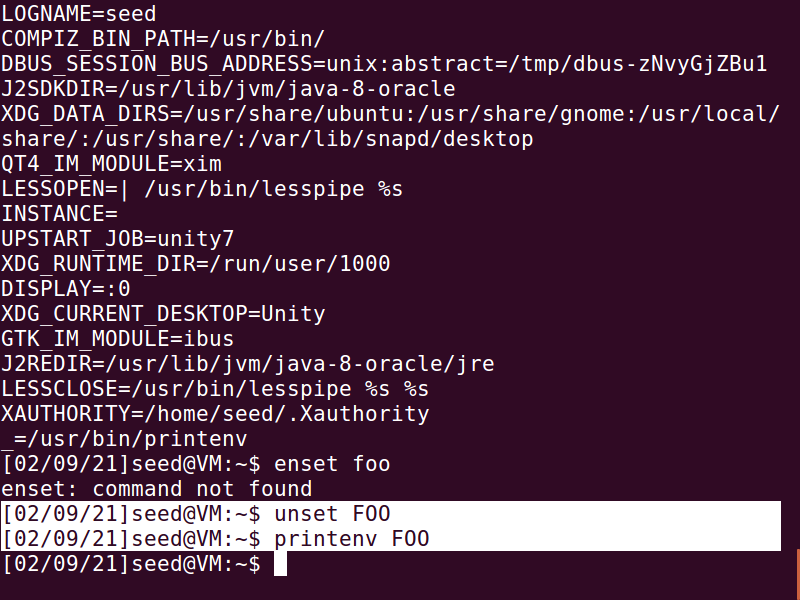 LOGNAME=seed
COMPIZ_BIN_PATH=/usr/bin/
DBUS_SESSION_BUS_ADDRESS=unix:abstract=/tmp/dbus-zNvyGjZBu1
J2SDKDIR=/usr/lib/jvm/java-8-oracle
XDG_DATA_DIRS=/usr/share/ubuntu:/usr/share/gnome:/usr/local/
share/:/usr/share/:/var/lib/snapd/desktop
QT4_IM_MODULE=xim
LESSOPEN=| /usr/bin/lesspipe %s
INSTANCE=
UPSTART_JOB=unity7
XDG_RUNTIME_DIR=/run/user/1000
DISPLAY=:0
XDG_CURRENT_DESKTOP=Unity
GTK_IM_MODULE=ibus
J2REDIR=/usr/lib/jvm/java-8-oracle/jre
LESSCLOSE=/usr/bin/lesspipe %s %s
XAUTHORITY=/home/seed/.Xauthority
_=/usr/bin/printenv
[02/09/21]seed@VM:~$ enset foo
enset: command not found
[02/09/21]seed@VM:~$ unset FOO
[02/09/21]seed@VM:~$ printenv FOO
[02/09/21]seed@VM:~$